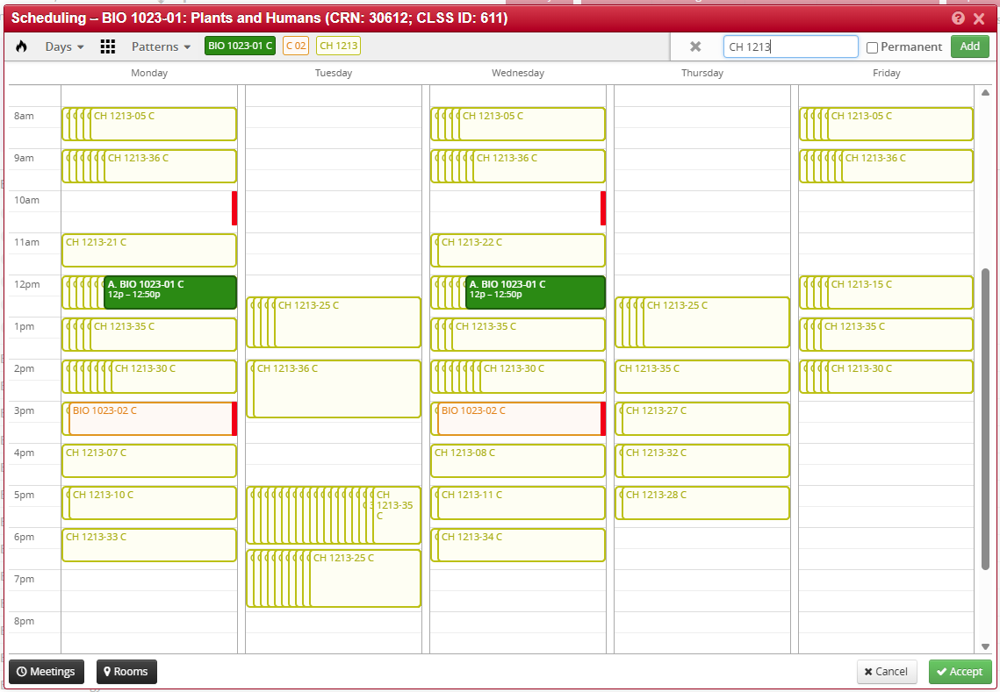 Scheduling – BIO 1023-01: Plants and Humans (CRN: 30612; CLSS ID: 611)
Days Patterns BIO 1023-01 C C 02 CH 1213 CH 1213 Permanent Add
Monday Tuesday Wednesday Thursday Friday
8am CH 1213-05 C CH 1213-05 C CH 1213-05 C
9am CH 1213-36 C CH 1213-36 C CH 1213-36 C
10am
11am CH 1213-21 C CH 1213-22 C
12pm A. BIO 1023-01 C A. BIO 1023-01 C CH 1213-15 C
12p – 12:50p 12p – 12:50p
CH 1213-25 C CH 1213-25 C
1pm CH 1213-35 C CH 1213-35 C CH 1213-35 C
2pm CH 1213-30 C CH 1213-36 C CH 1213-30 C CH 1213-35 C CH 1213-30 C
3pm BIO 1023-02 C BIO 1023-02 C CH 1213-27 C
4pm CH 1213-07 C CH 1213-08 C CH 1213-32 C
5pm CH 1213-10 C CH 1213-35 C CH 1213-11 C CH 1213-28 C
6pm CH 1213-33 C CH 1213-34 C
CH 1213-25 C
7pm
8pm
Meetings Rooms Cancel Accept